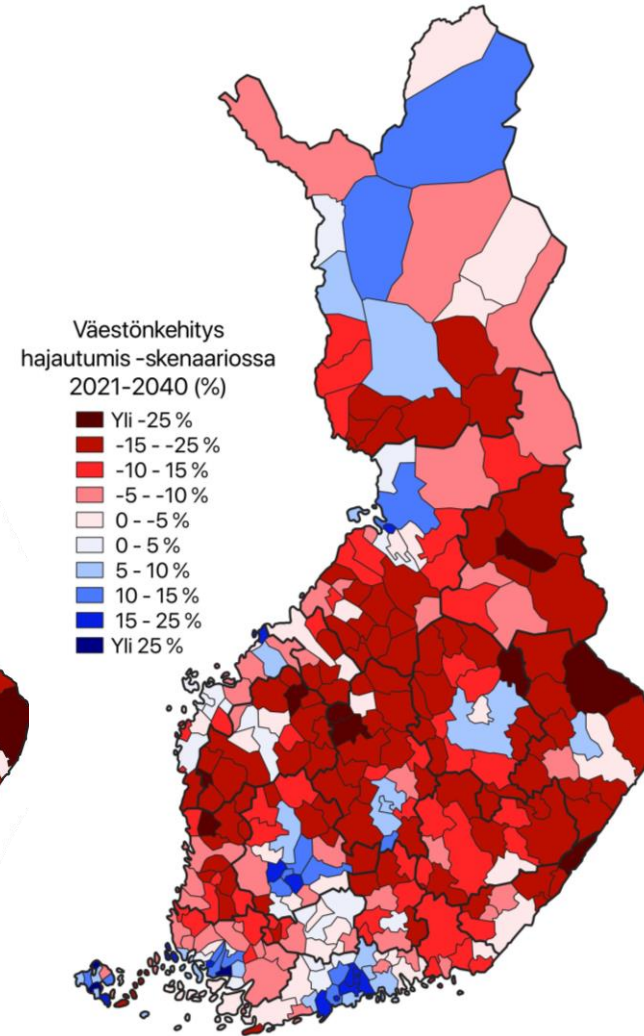 Väestönkehitys
hajautumis -skenaariossa
2021-2040 (%)
Yli -25 %
-15 - -25 %
-10 - 15 %
-5 - -10 %
0 - -5 %
0 - 5 %
5 - 10 %
10 - 15 %
15 - 25 %
Yli 25 %